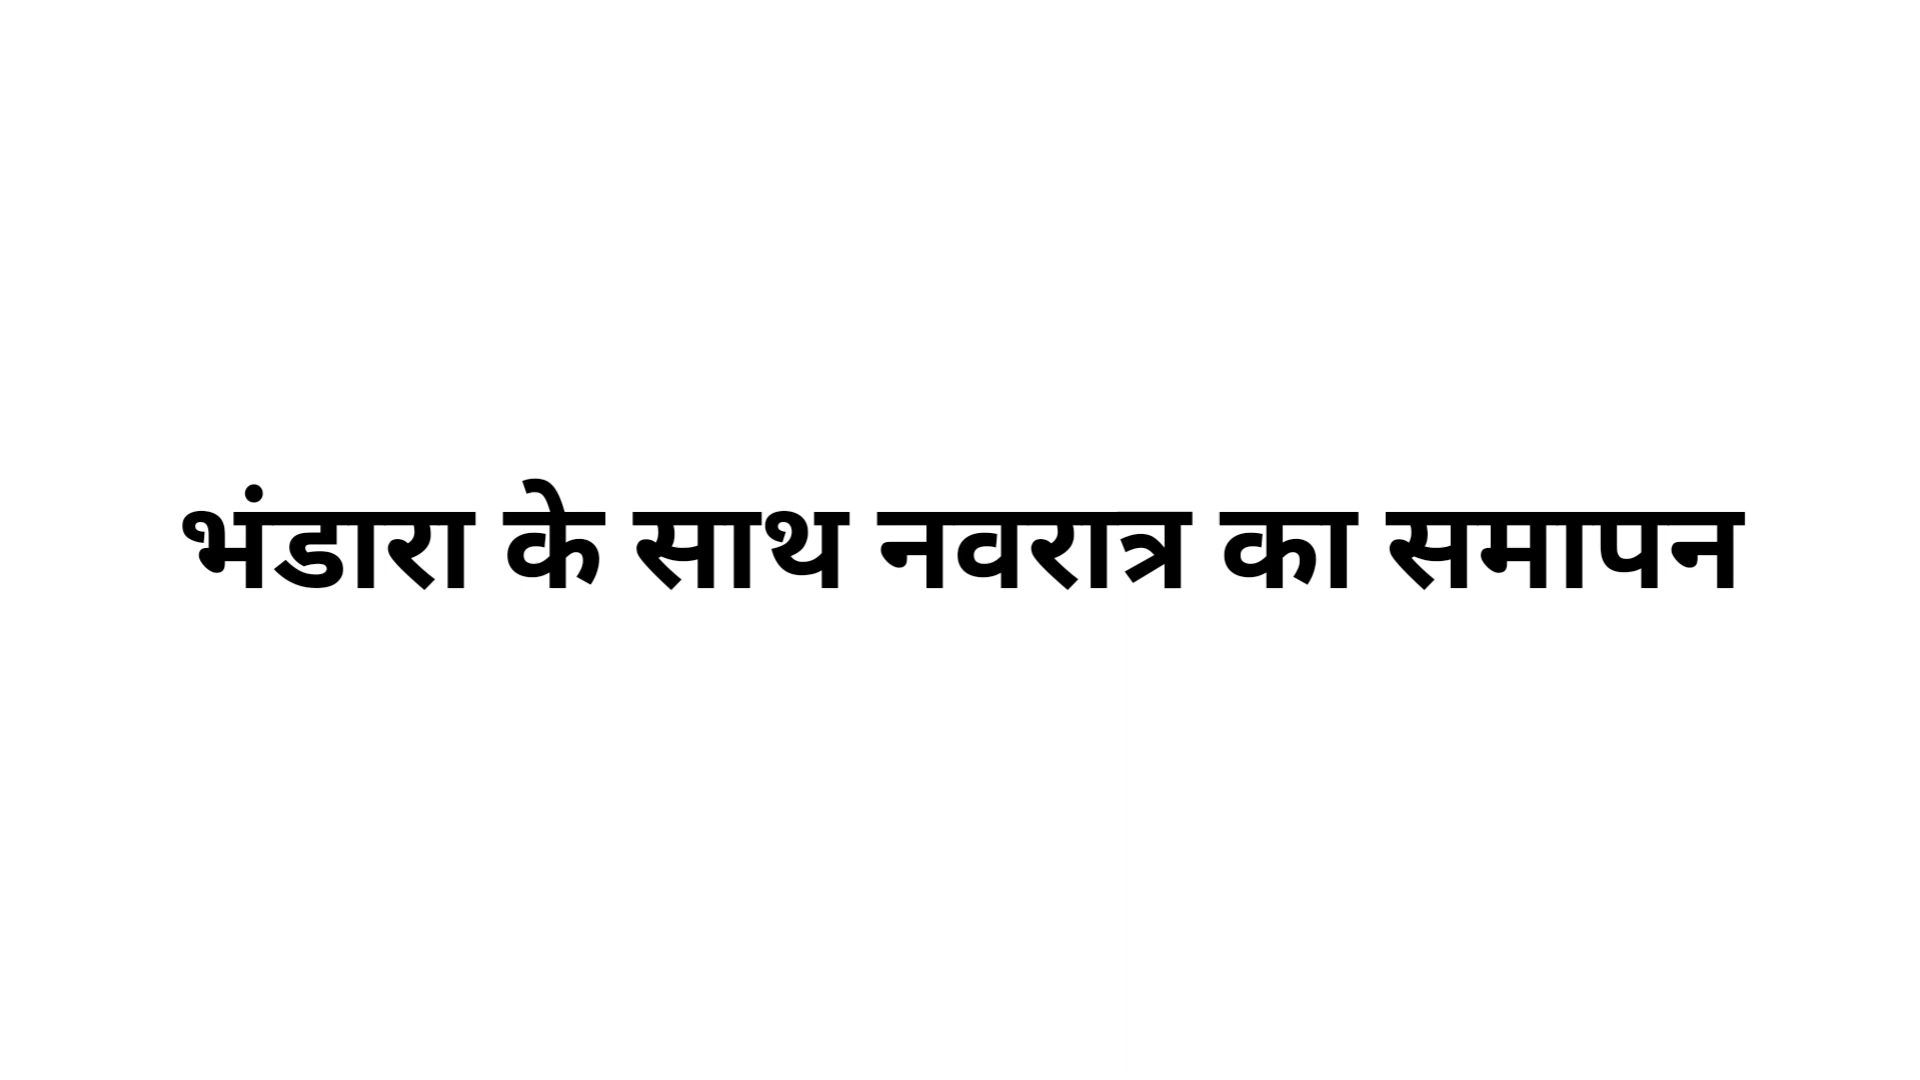 भंडारा के साथ नवरात्र का समापन